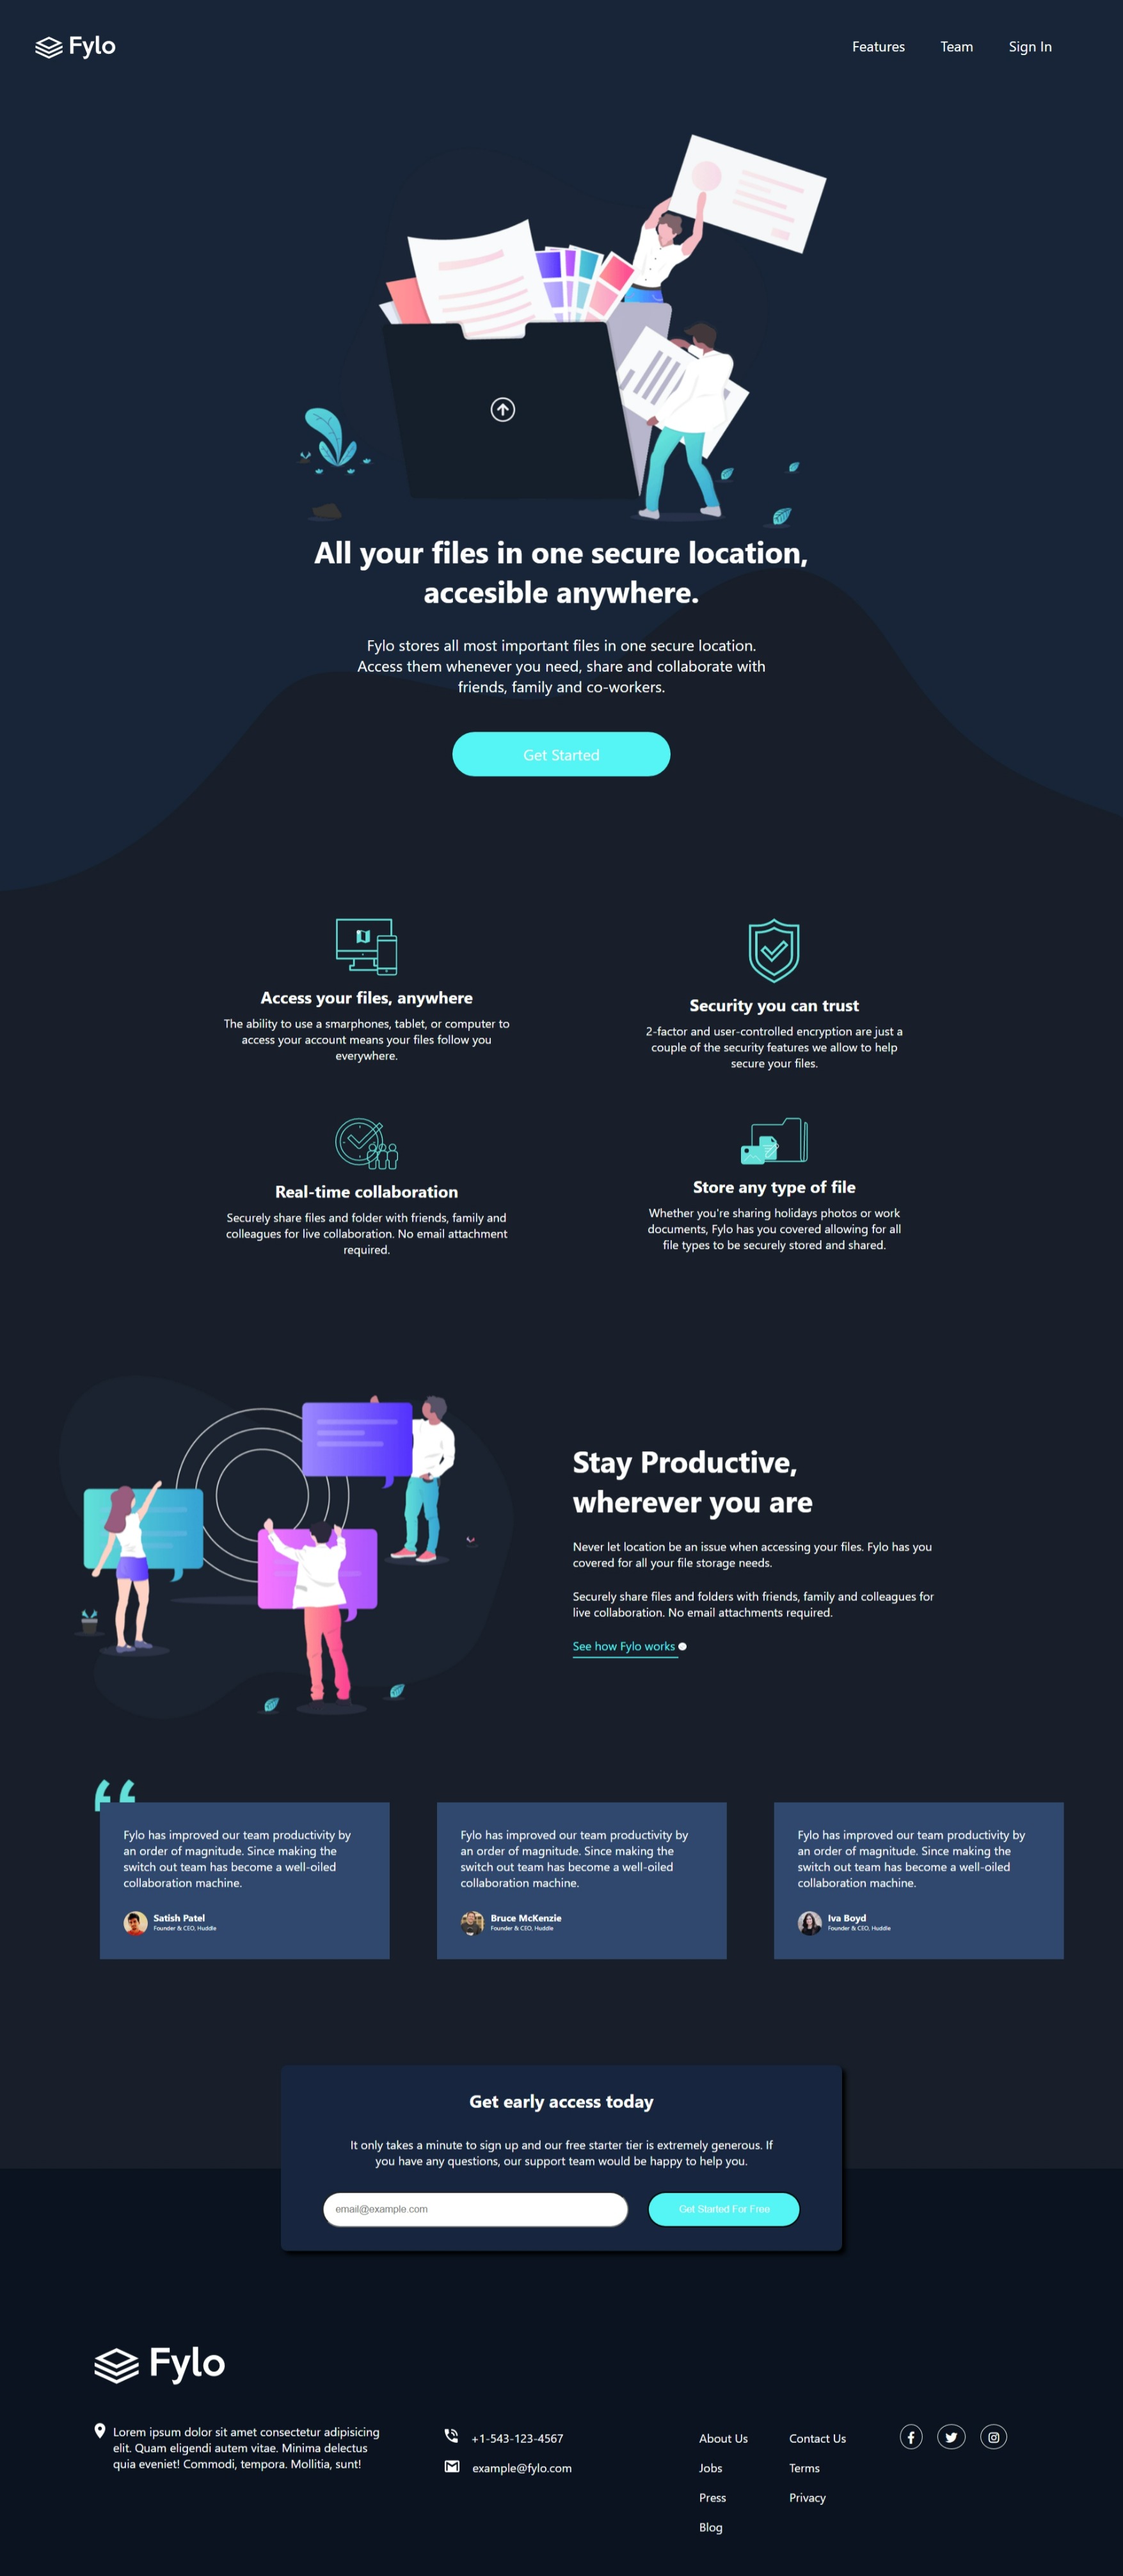 Fylo
Features
Team
Sign In
All your files in one secure location,
accesible anywhere.
Fylo stores all most important files in one secure location.
Access them whenever you need, share and collaborate with
friends, family and co-workers.
Get Started
Access your files, anywhere
The ability to use a smarphones, tablet, or computer to
access your account means your files follow you
everywhere.
Security you can trust
2-factor and user-controlled encryption are just a
couple of the security features we allow to help
secure your files.
Real-time collaboration
Securely share files and folder with friends, family and
colleagues for live collaboration. No email attachment
required.
Store any type of file
Whether you're sharing holidays photos or work
documents, Fylo has you covered allowing for all
file types to be securely stored and shared.
Stay Productive,
wherever you are
Never let location be an issue when accessing your files. Fylo has you
covered for all your file storage needs.
Securely share files and folders with friends, family and colleagues for
live collaboration. No email attachments required.
See how Fylo works
Fylo has improved our team productivity by
an order of magnitude. Since making the
switch out team has become a well-oiled
collaboration machine.
Satish Patel
Founder & CEO, Huddle
Fylo has improved our team productivity by
an order of magnitude. Since making the
switch out team has become a well-oiled
collaboration machine.
Bruce McKenzie
Founder & CEO, Huddle
Fylo has improved our team productivity by
an order of magnitude. Since making the
switch out team has become a well-oiled
collaboration machine.
Iva Boyd
Founder & CEO, Huddle
Get early access today
It only takes a minute to sign up and our free starter tier is extremely generous. If
you have any questions, our support team would be happy to help you.
email@example.com
Get Started For Free
Fylo
Lorem ipsum dolor sit amet consectetur adipisicing
elit. Quam eligendi autem vitae. Minima delectus
quia eveniet! Commodi, tempora. Mollitia, sunt!
+1-543-123-4567
example@fylo.com
About Us
Jobs
Press
Blog
Contact Us
Terms
Privacy